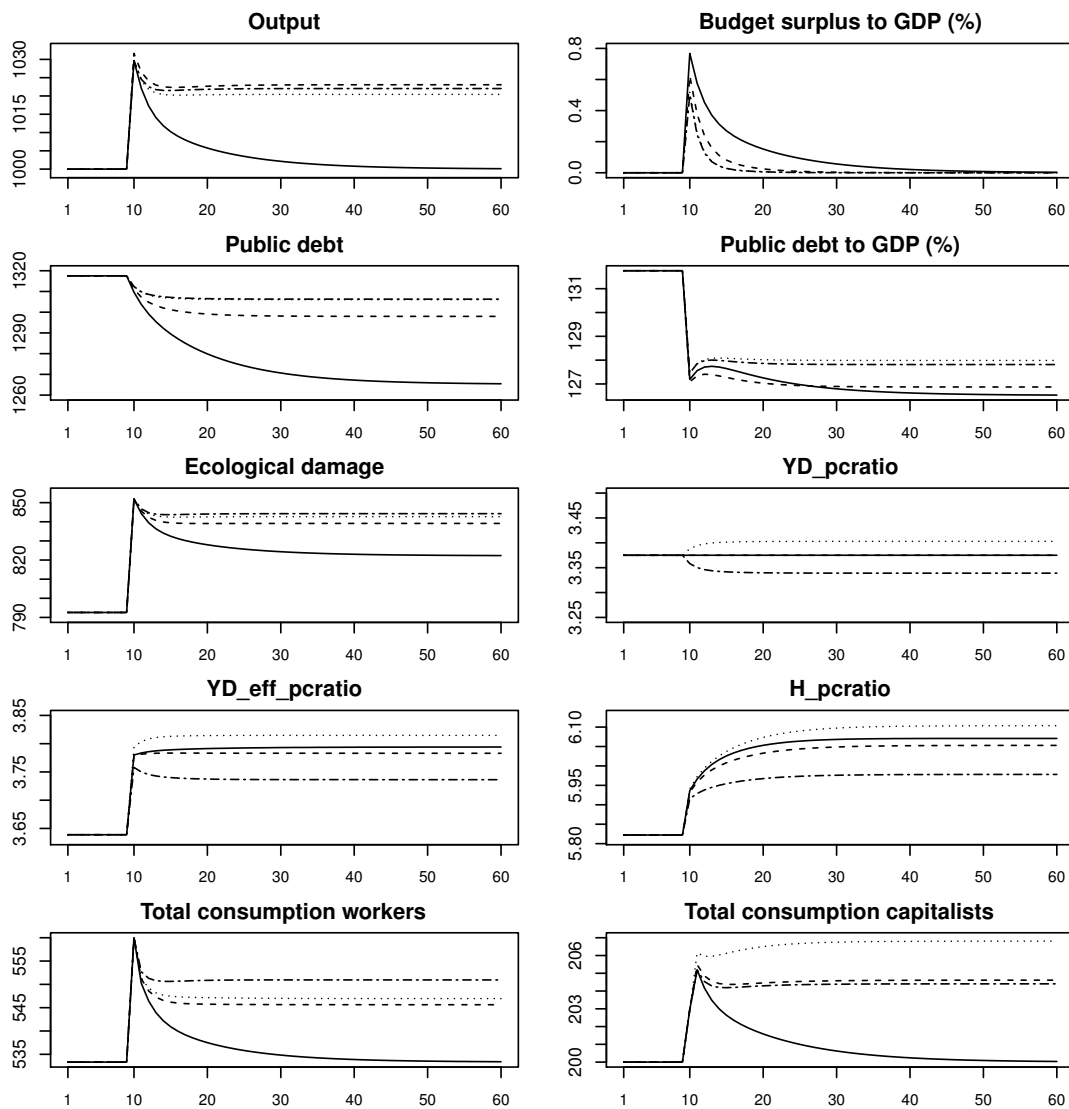 Output
1000 1015 1030
1 10 20 30 40 50 60
Budget surplus to GDP (%)
0.0 0.4 0.8
1 10 20 30 40 50 60
Public debt
1260 1290 1320
1 10 20 30 40 50 60
Public debt to GDP (%)
127 129 131
1 10 20 30 40 50 60
Ecological damage
790 820 850
1 10 20 30 40 50 60
YD_pcratio
3.25 3.35 3.45
1 10 20 30 40 50 60
YD_eff_pcratio
3.65 3.75 3.85
1 10 20 30 40 50 60
H_pcratio
5.80 5.95 6.10
1 10 20 30 40 50 60
Total consumption workers
535 545 555
1 10 20 30 40 50 60
Total consumption capitalists
200 203 206
1 10 20 30 40 50 60